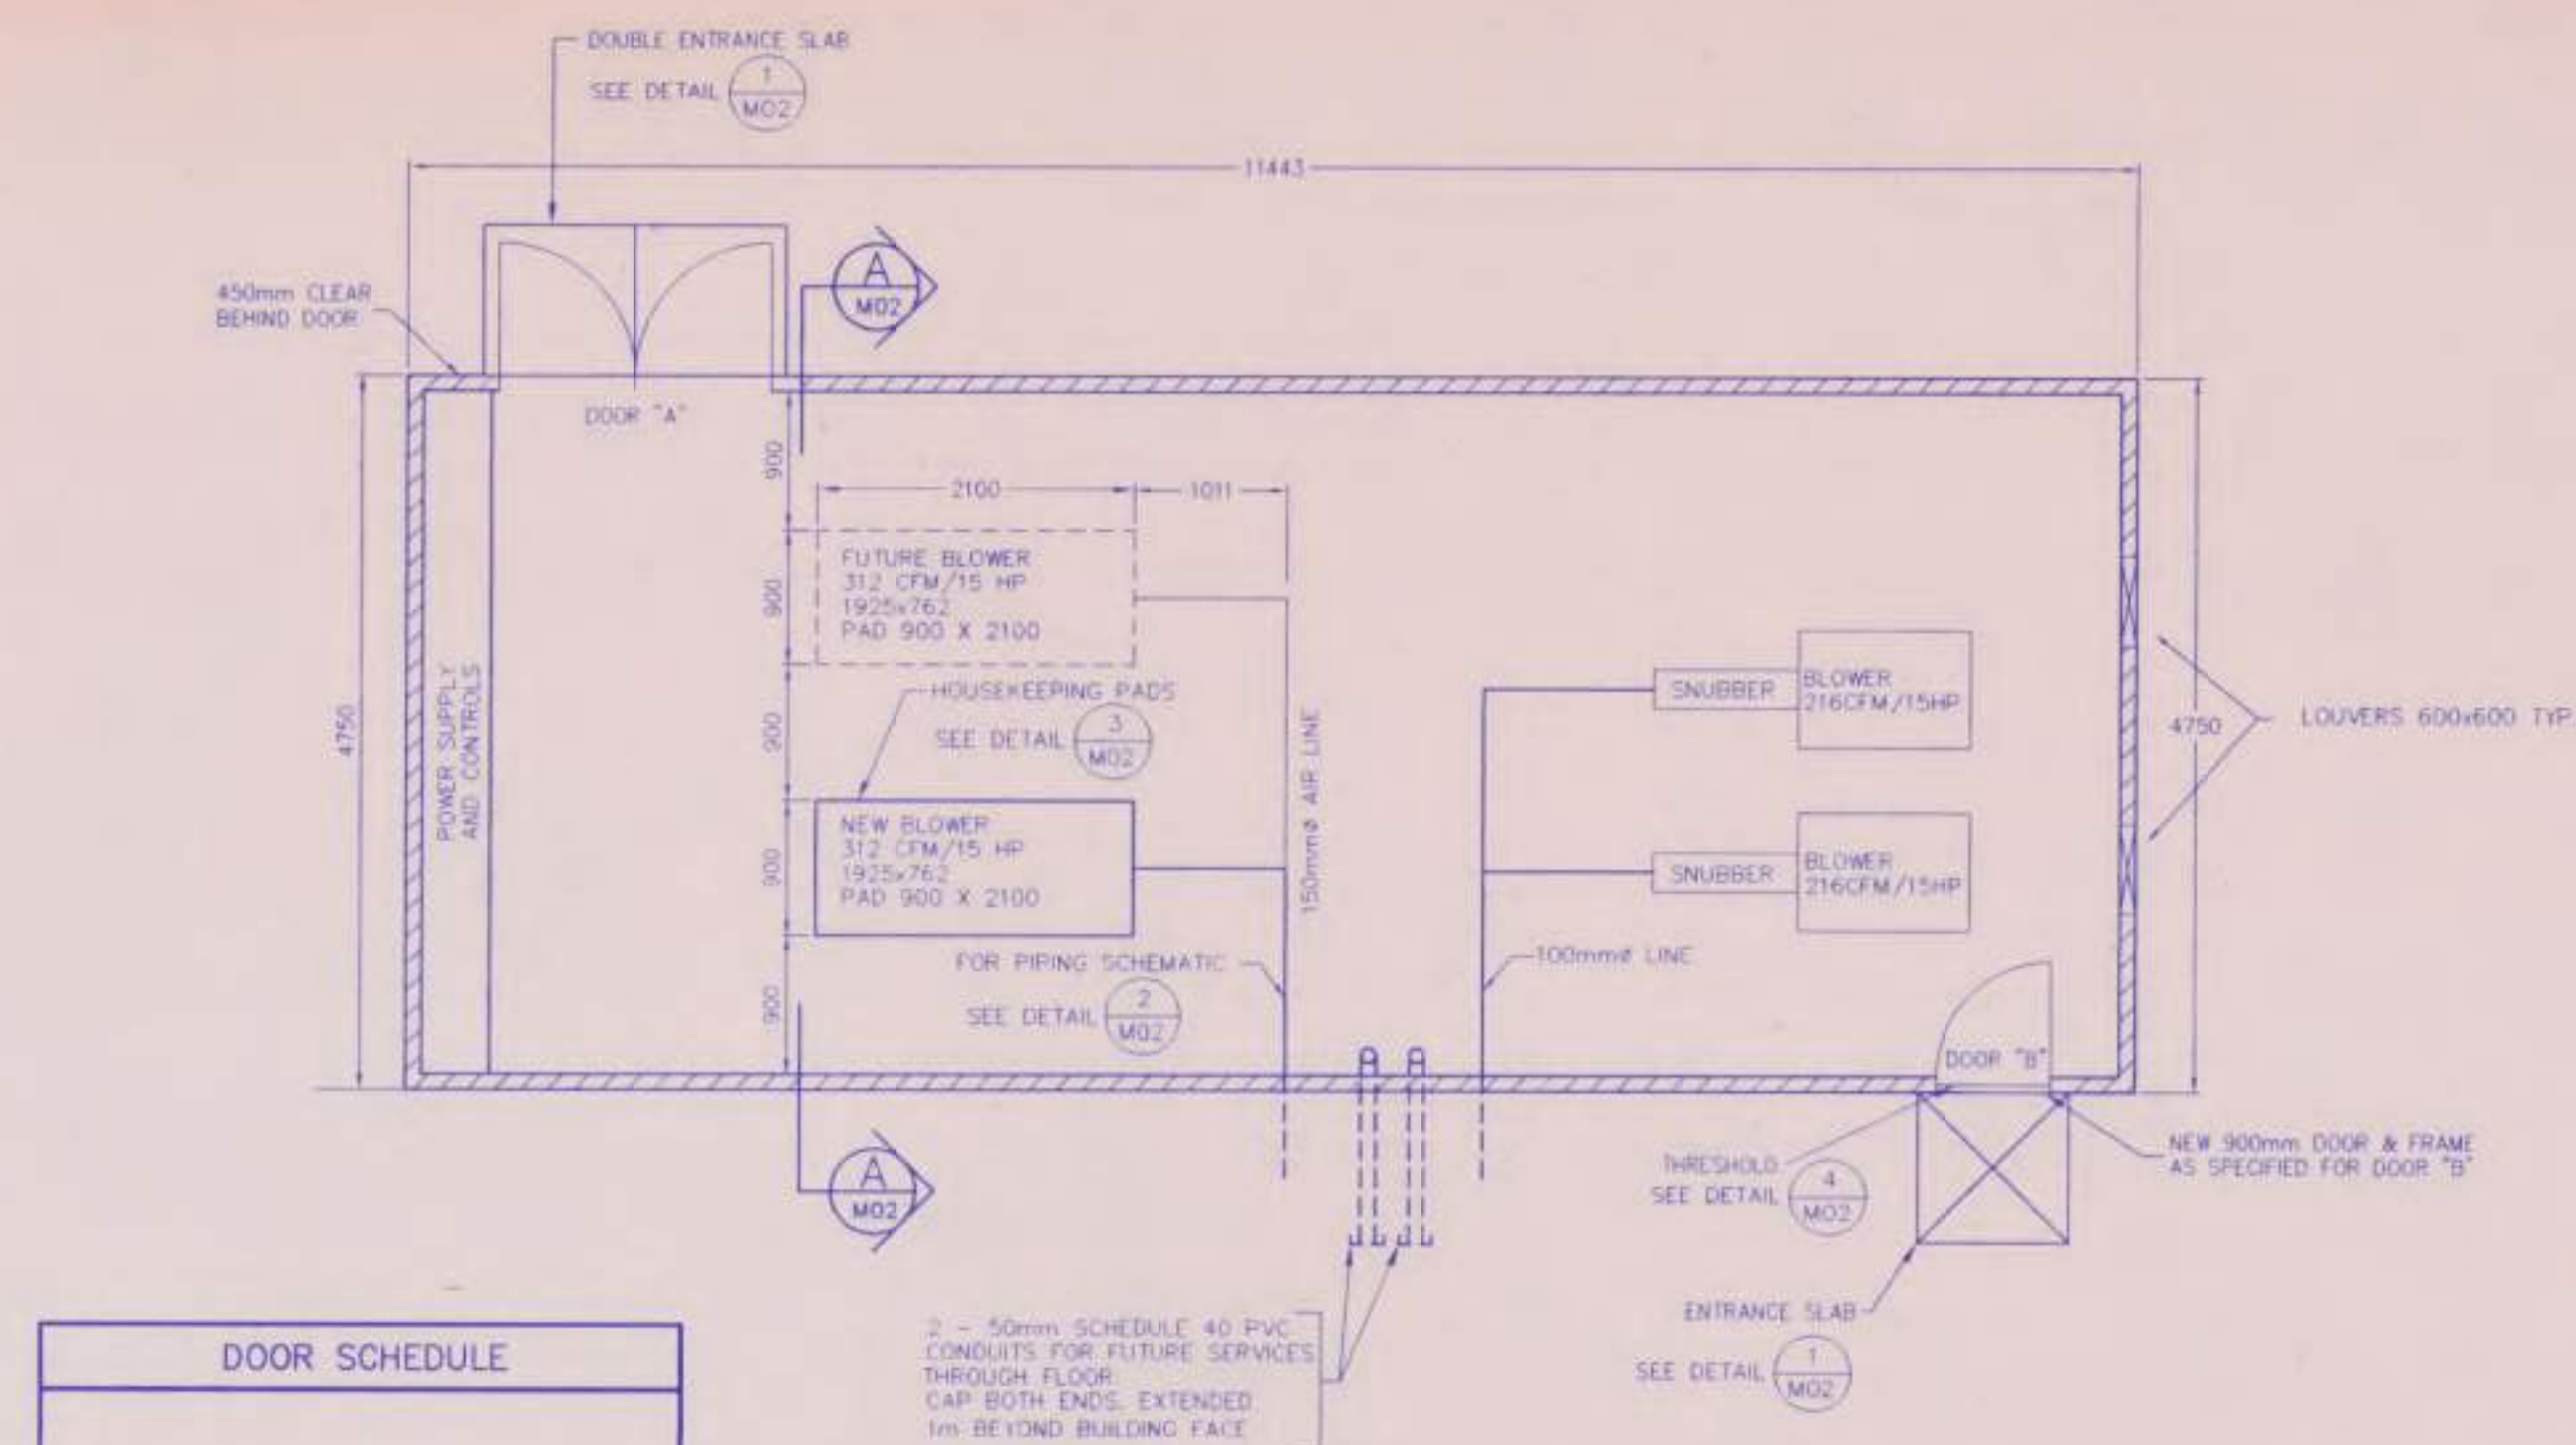 DOUBLE ENTRANCE SLAB
SEE DETAIL 1
M02
11443
A
M02
450mm CLEAR
BEHIND DOOR
DOOR "A"
900
2100
1011
FUTURE BLOWER
312 CFM/15 HP
1925x762
PAD 900 X 2100
900
HOUSEKEEPING PADS
SEE DETAIL 3
M02
900
4750
POWER SUPPLY
AND CONTROLS
NEW BLOWER
312 CFM/15 HP
1925x762
PAD 900 X 2100
900
150mmø AIR LINE
FOR PIPING SCHEMATIC
SEE DETAIL 2
M02
900
SNUBBER
BLOWER
216CFM/15HP
SNUBBER
BLOWER
216CFM/15HP
4750
LOUVERS 600x600 TYP
100mmø LINE
DOOR "B"
A
M02
THRESHOLD
SEE DETAIL 4
M02
NEW 900mm DOOR & FRAME
AS SPECIFIED FOR DOOR "B"
ENTRANCE SLAB
SEE DETAIL 1
M02
2 - 50mm SCHEDULE 40 PVC
CONDUITS FOR FUTURE SERVICES
THROUGH FLOOR
CAP BOTH ENDS. EXTENDED
1m BEYOND BUILDING FACE
DOOR SCHEDULE